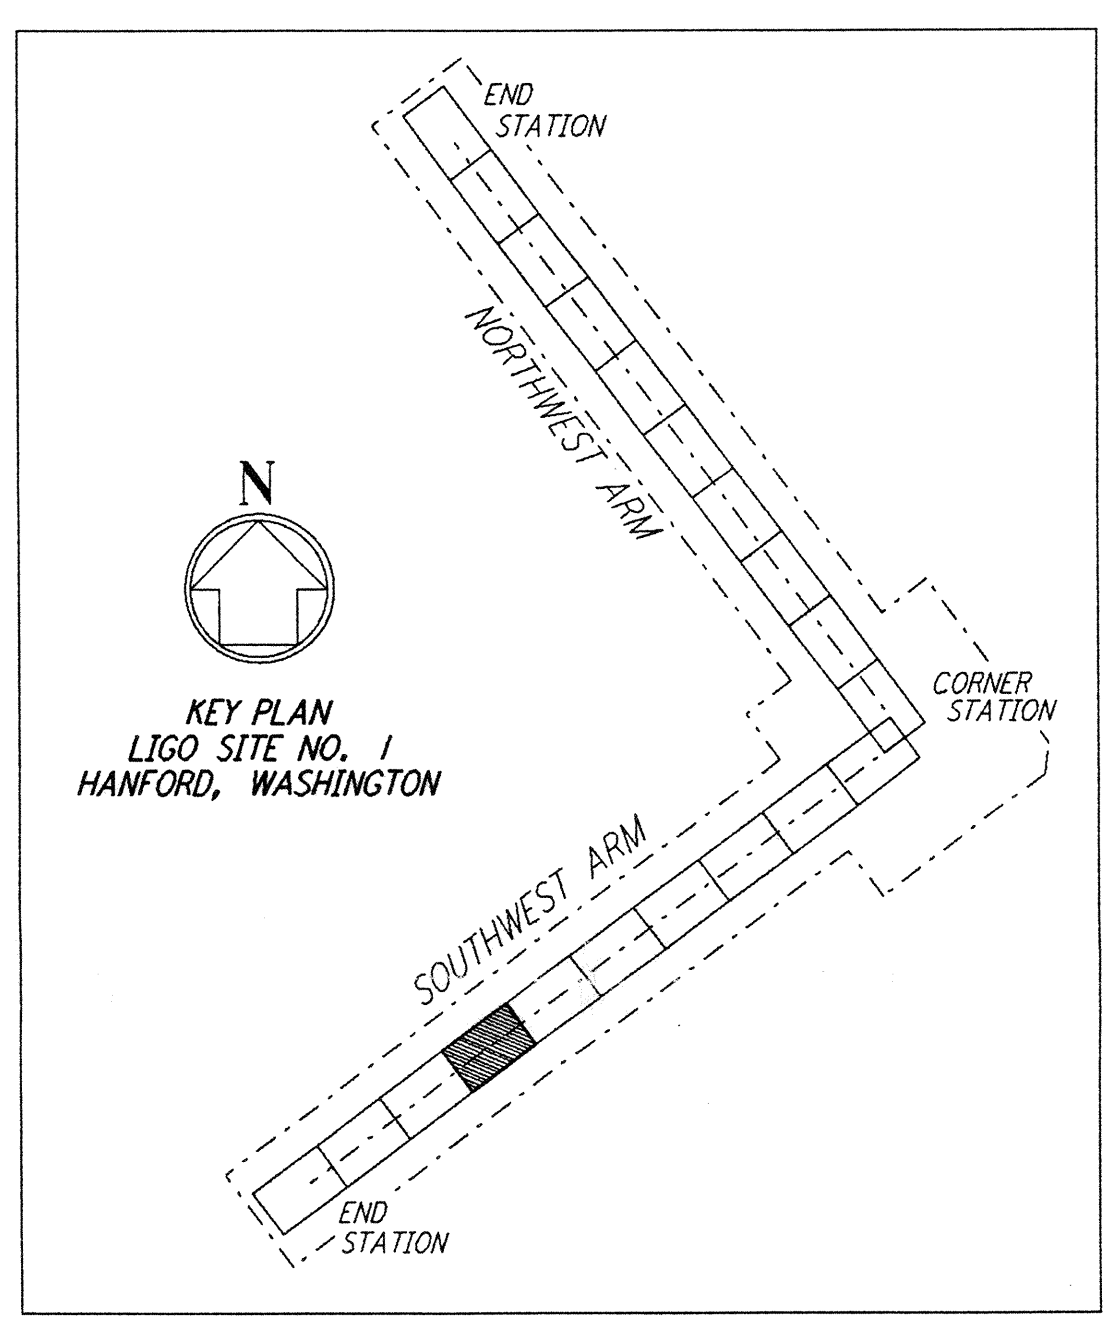 END
STATION
NORTHWEST ARM
N
KEY PLAN
LIGO SITE NO. 1
HANFORD, WASHINGTON
CORNER
STATION
SOUTHWEST ARM
END
STATION